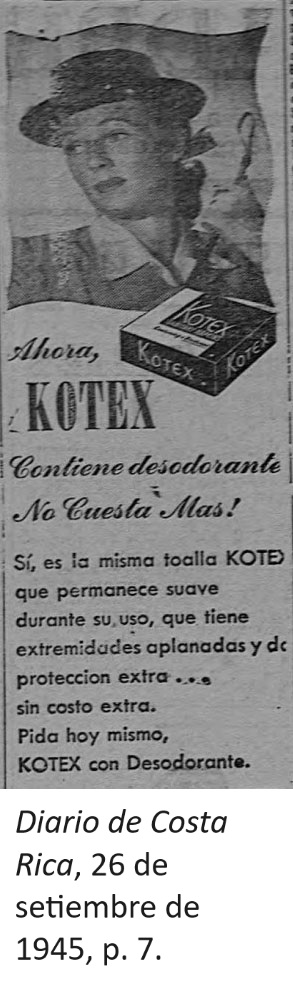 KOTEX
KOTEX
KOTEX
Ahora,
KOTEX
Contiene desodorante
No Cuesta Mas!
Sí, es la misma toalla KOTEX
que permanece suave
durante su uso, que tiene
extremidades aplanadas y dc
proteccion extra ....
sin costo extra.
Pida hoy mismo,
KOTEX con Desodorante.
Diario de Costa
Rica, 26 de
setiembre de
1945, p. 7.